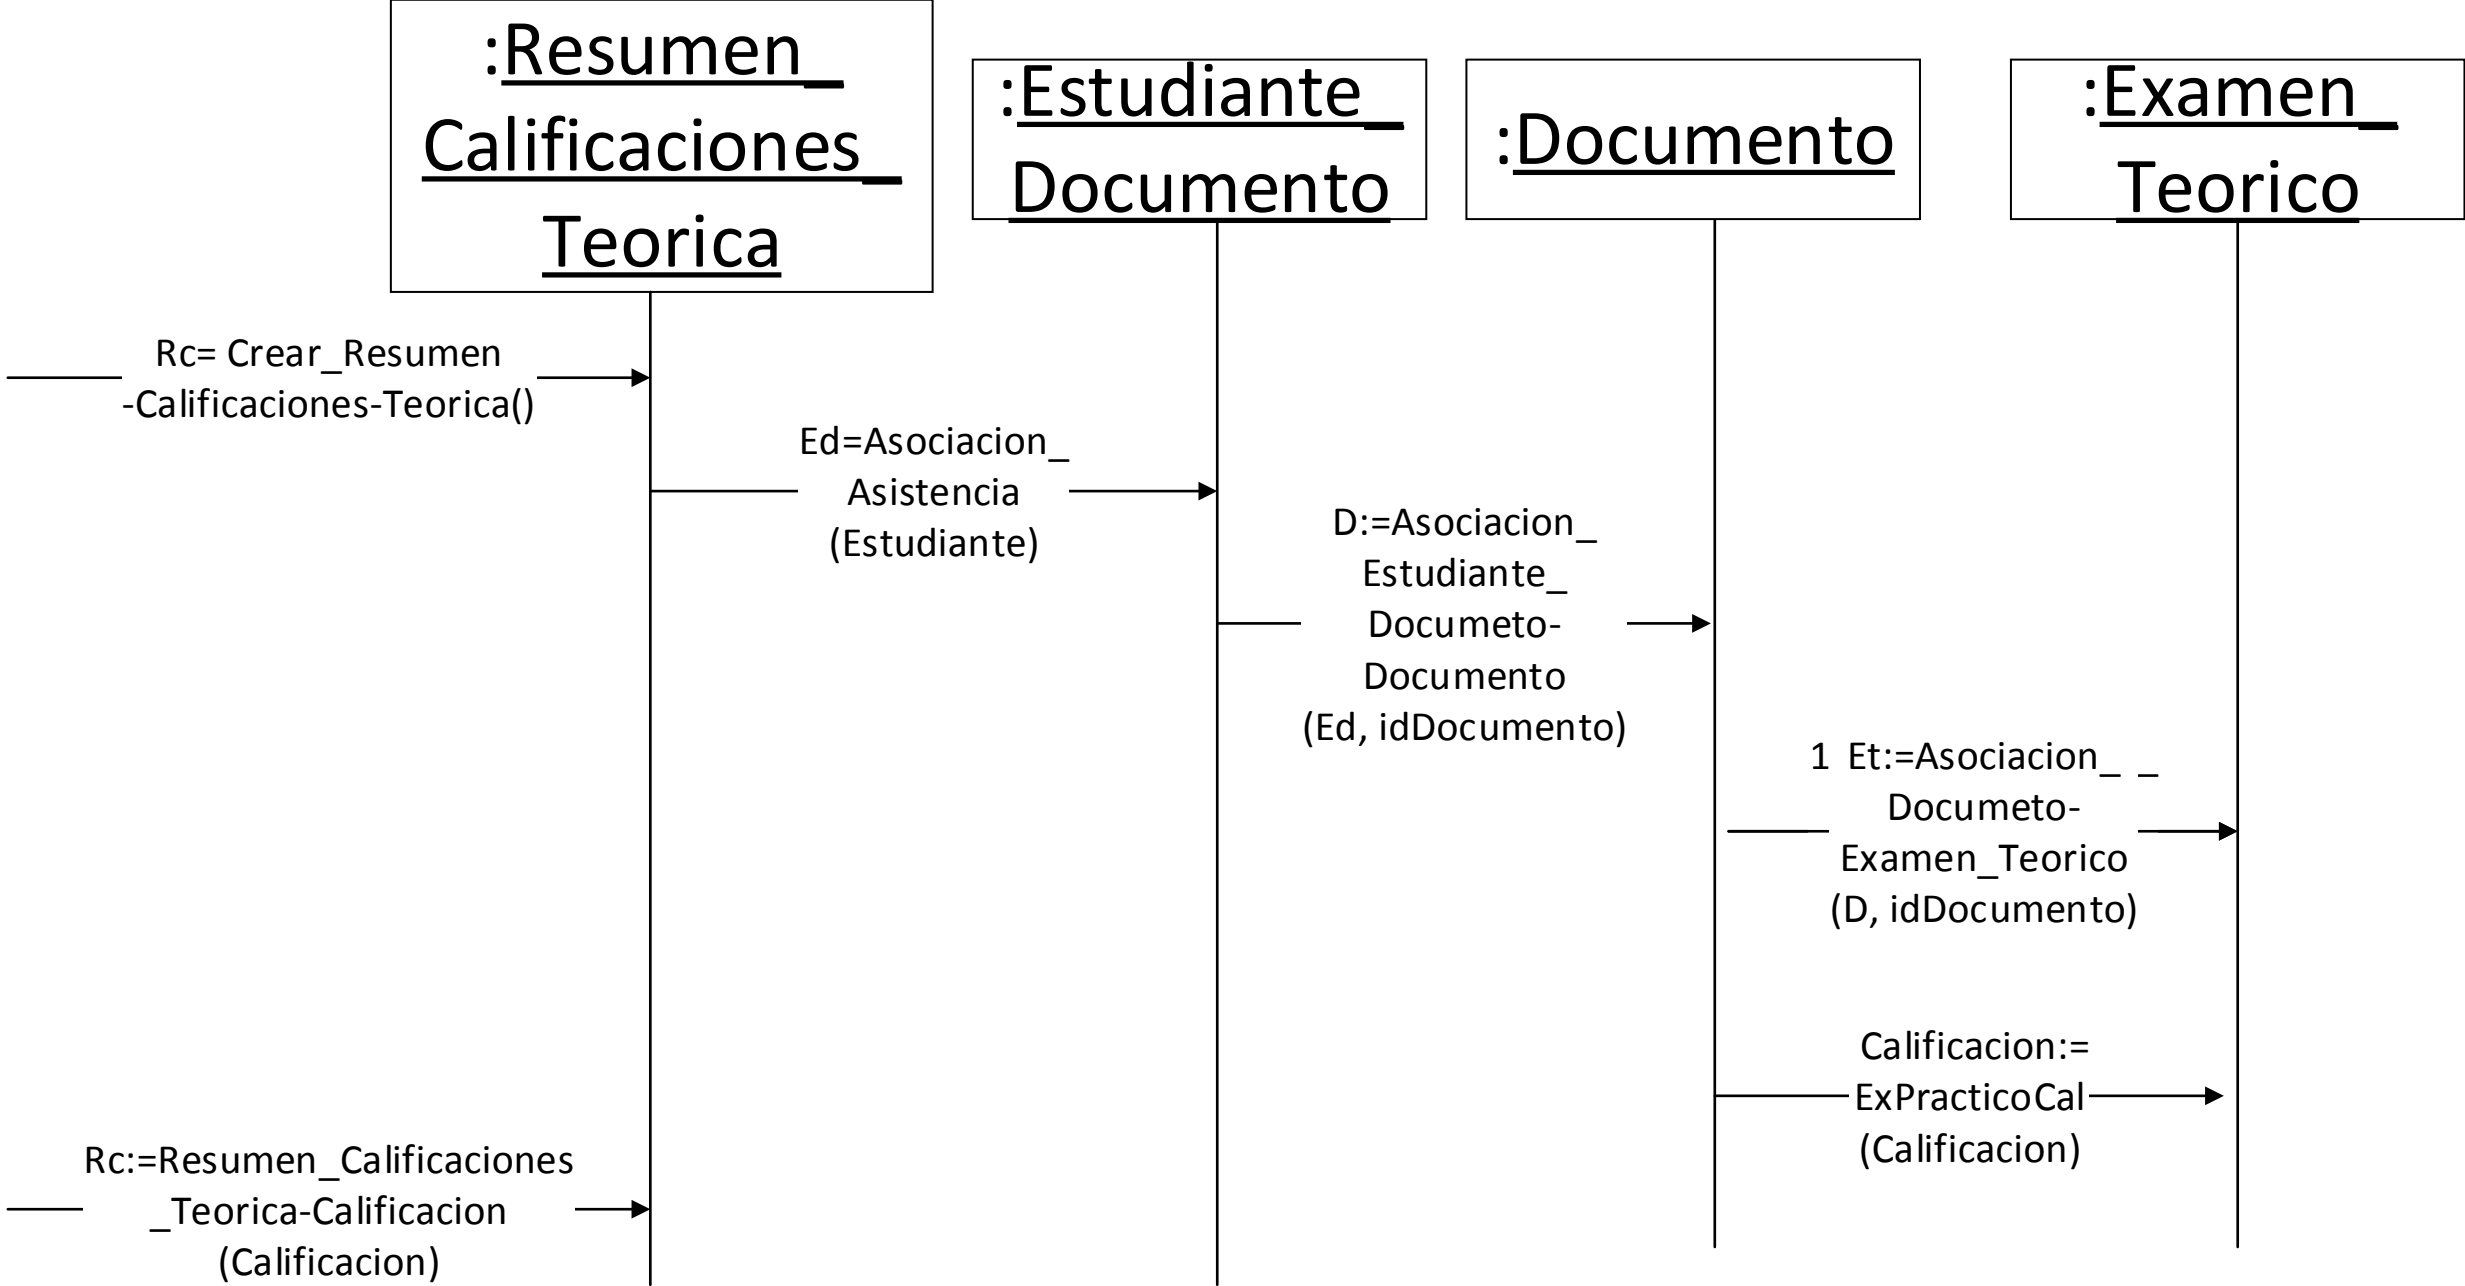 :Resumen_
Calificaciones_
Teorica
:Estudiante_
Documento
:Documento
:Examen_
Teorico
Rc= Crear_Resumen
-Calificaciones-Teorica()
Ed=Asociacion_
Asistencia
(Estudiante)
D:=Asociacion_
Estudiante_
Documeto-
Documento
(Ed, idDocumento)
1 Et:=Asociacion_ _
Documeto-
Examen_Teorico
(D, idDocumento)
Calificacion:=
ExPracticoCal
(Calificacion)
Rc:=Resumen_Calificaciones
_Teorica-Calificacion
(Calificacion)